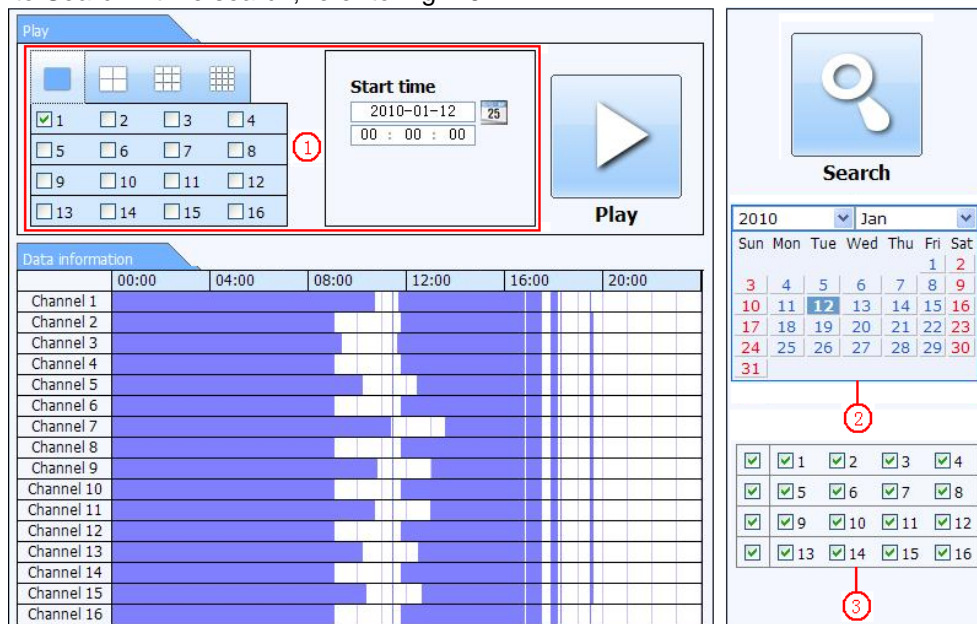 Play
1 2 3 4
5 6 7 8
9 10 11 12
13 14 15 16
1
Start time
2010-01-12 25
00 : 00 : 00
Play
Data information
00:00 04:00 08:00 12:00 16:00 20:00
Channel 1
Channel 2
Channel 3
Channel 4
Channel 5
Channel 6
Channel 7
Channel 8
Channel 9
Channel 10
Channel 11
Channel 12
Channel 13
Channel 14
Channel 15
Channel 16
Search
2010 Jan
Sun Mon Tue Wed Thu Fri Sat
1 2
3 4 5 6 7 8 9
10 11 12 13 14 15 16
17 18 19 20 21 22 23
24 25 26 27 28 29 30
31
2
1 2 3 4
5 6 7 8
9 10 11 12
13 14 15 16
3